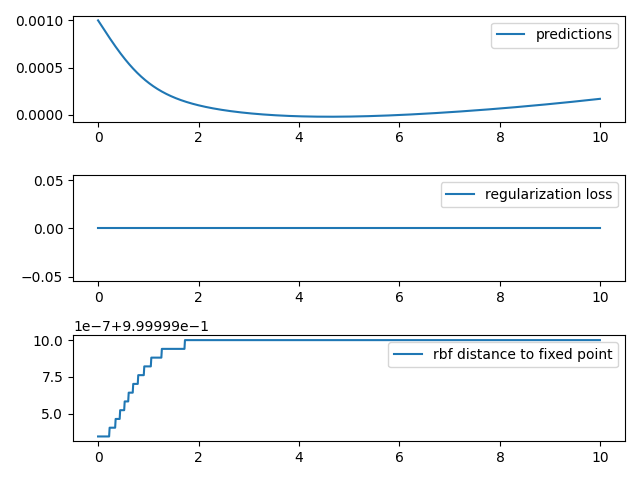 0.0010
0.0005
0.0000
predictions
0 2 4 6 8 10
0.05
0.00
−0.05
regularization loss
0 2 4 6 8 10
1e−7+9.99999e−1
10.0
7.5
5.0
rbf distance to fixed point
0 2 4 6 8 10